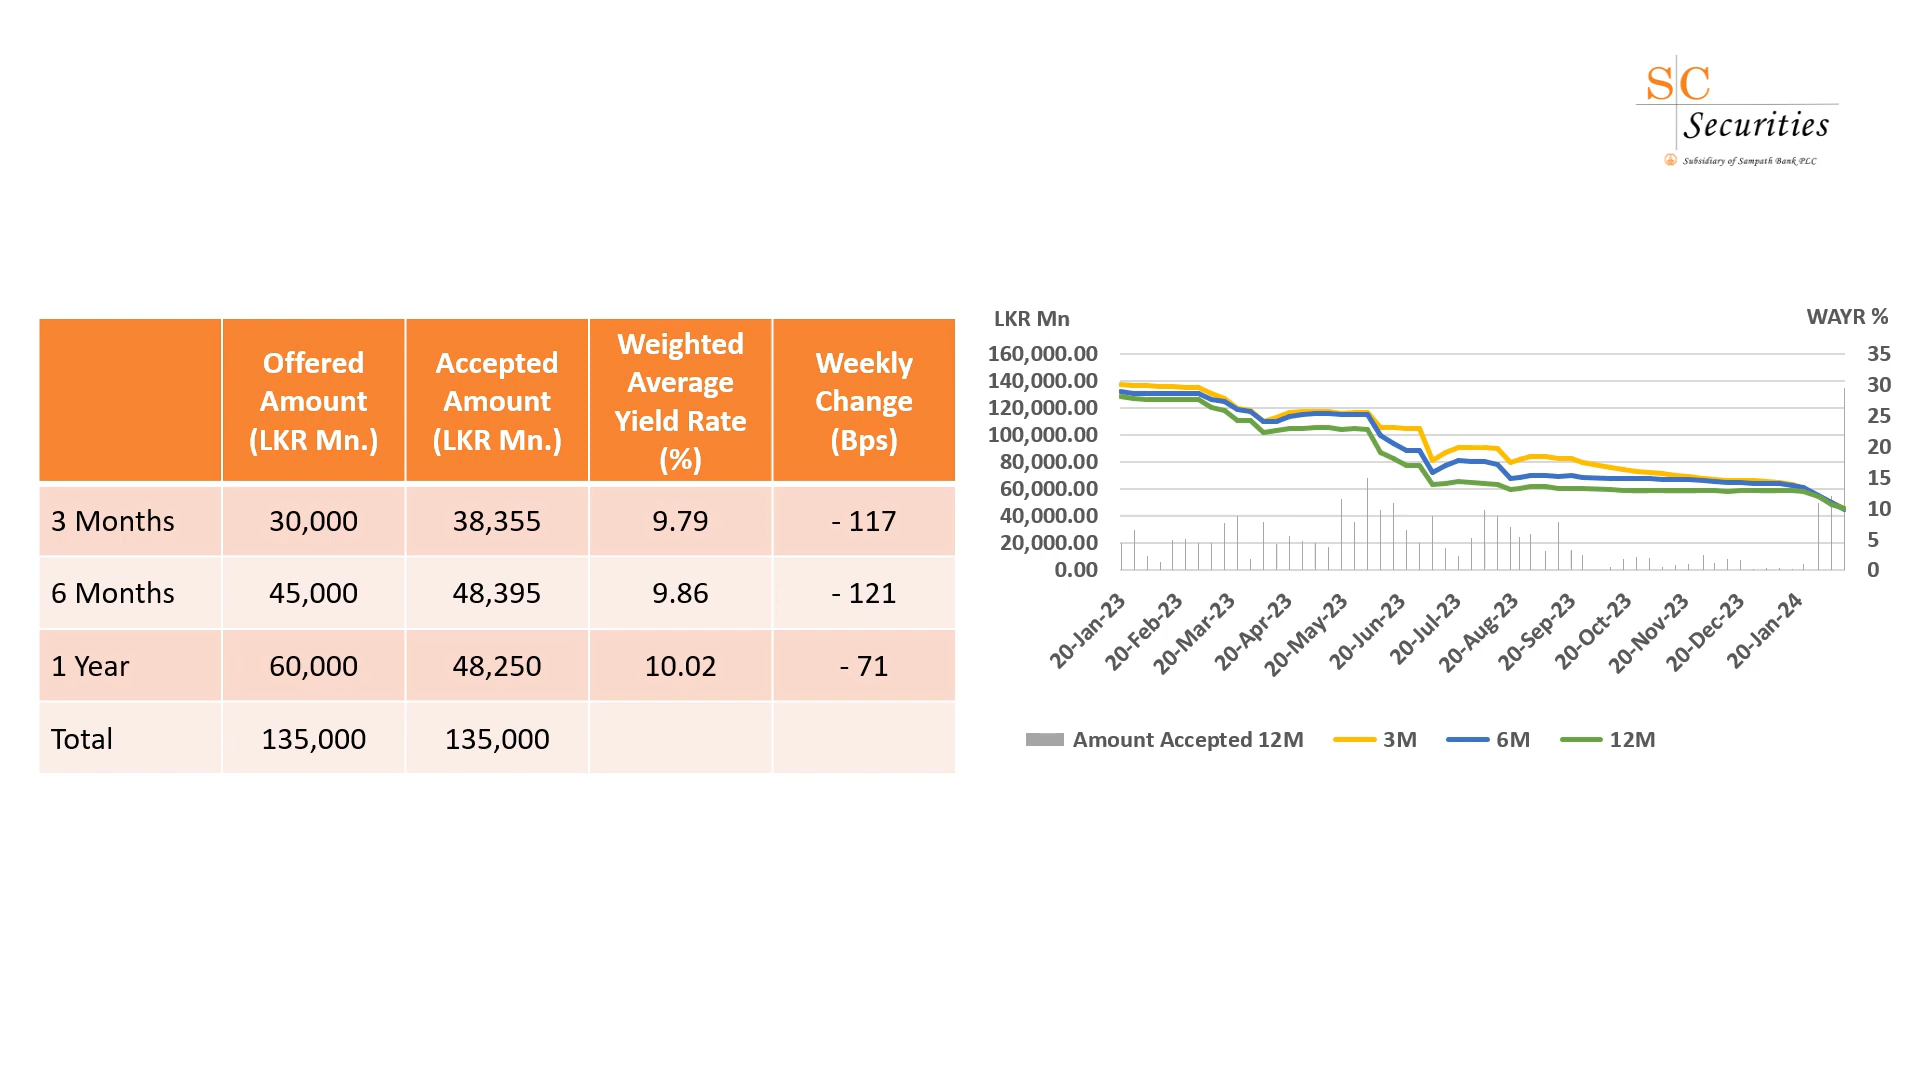 S C
Securities
Subsidiary of Sampath Bank PLC
Offered Amount (LKR Mn.) Accepted Amount (LKR Mn.) Weighted Average Yield Rate (%) Weekly Change (Bps)
3 Months 30,000 38,355 9.79 - 117
6 Months 45,000 48,395 9.86 - 121
1 Year 60,000 48,250 10.02 - 71
Total 135,000 135,000
LKR Mn WAYR %
160,000.00 35
140,000.00 30
120,000.00 25
100,000.00 20
80,000.00 15
60,000.00 10
40,000.00 5
20,000.00 0
0.00
20-Jan-23 20-Feb-23 20-Mar-23 20-Apr-23 20-May-23 20-Jun-23 20-Jul-23 20-Aug-23 20-Sep-23 20-Oct-23 20-Nov-23 20-Dec-23 20-Jan-24
Amount Accepted 12M 3M 6M 12M